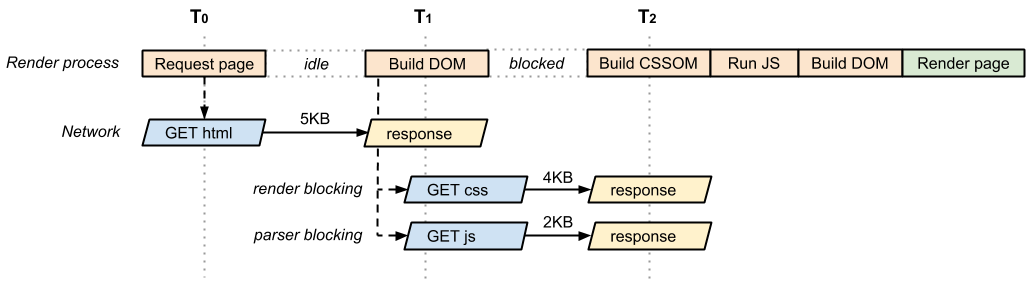 T0 T1 T2
Render process Request page idle Build DOM blocked Build CSSOM Run JS Build DOM Render page
Network GET html 5KB response
render blocking GET css 4KB response
parser blocking GET js 2KB response